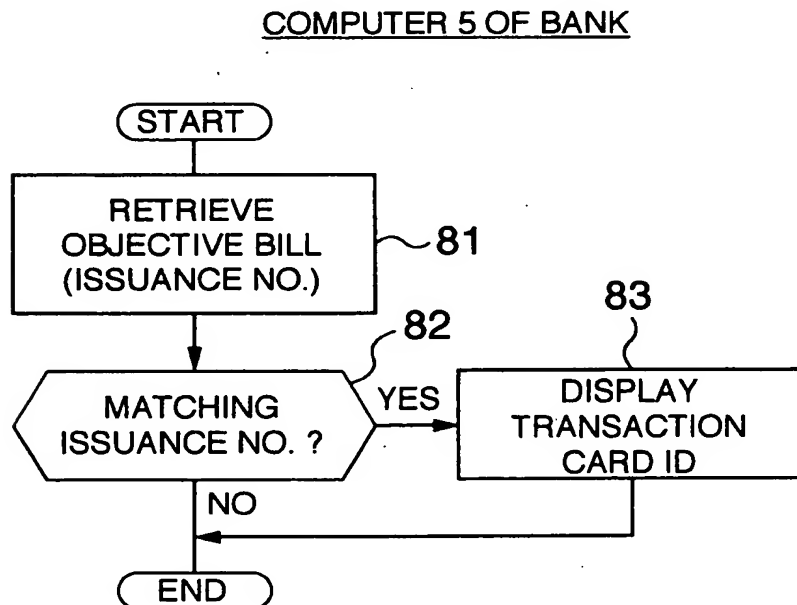 COMPUTER 5 OF BANK
START
RETRIEVE
OBJECTIVE BILL
(ISSUANCE NO.)
81
82
MATCHING
ISSUANCE NO. ?
YES
83
DISPLAY
TRANSACTION
CARD ID
NO
END